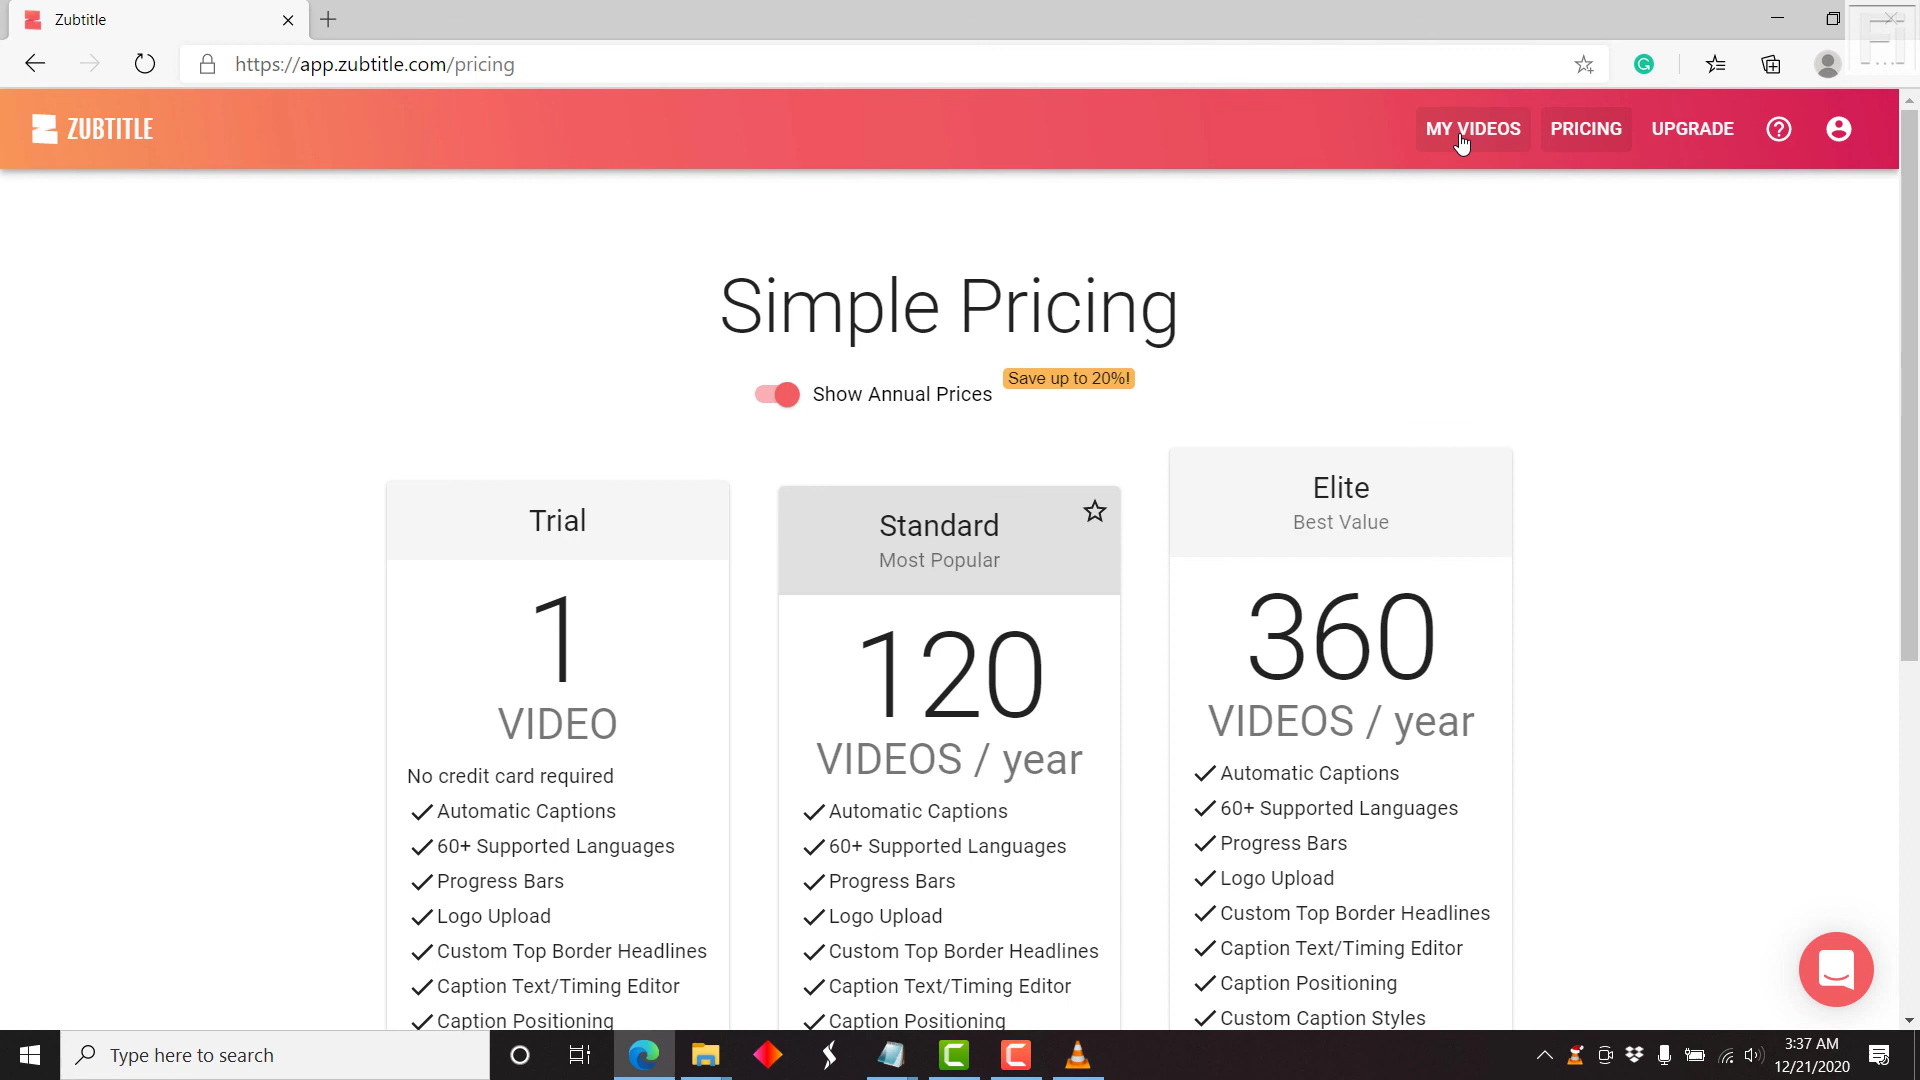 Zubtitle
https://app.zubtitle.com/pricing
ZUBTITLE
MY VIDEOS
PRICING
UPGRADE
Simple Pricing
Show Annual Prices
Save up to 20%!
Trial
1
VIDEO
No credit card required
Automatic Captions
60+ Supported Languages
Progress Bars
Logo Upload
Custom Top Border Headlines
Caption Text/Timing Editor
Caption Positioning
Standard
Most Popular
120
VIDEOS / year
Automatic Captions
60+ Supported Languages
Progress Bars
Logo Upload
Custom Top Border Headlines
Caption Text/Timing Editor
Caption Positioning
Elite
Best Value
360
VIDEOS / year
Automatic Captions
60+ Supported Languages
Progress Bars
Logo Upload
Custom Top Border Headlines
Caption Text/Timing Editor
Caption Positioning
Custom Caption Styles
Type here to search
3:37 AM
12/21/2020